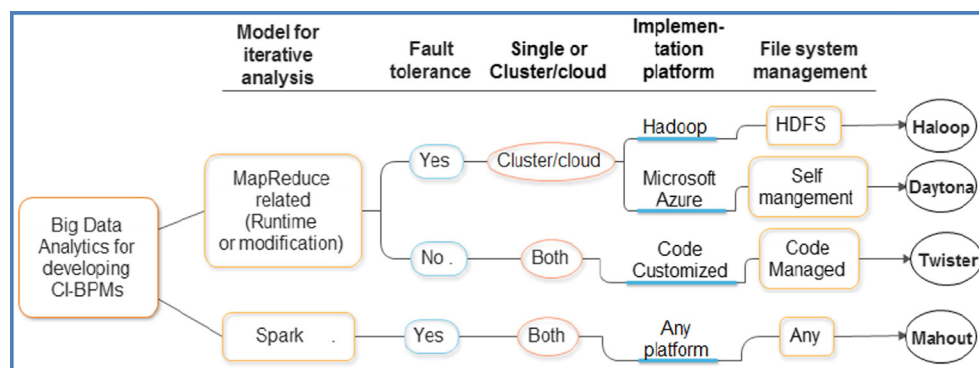 Model for
iterative
analysis
Fault
tolerance
Single or
Cluster/cloud
Implemen-
tation
platform
File system
management
Big Data
Analytics for
developing
CI-BPMs
MapReduce
related
(Runtime
or modification)
Yes
Cluster/cloud
Hadoop
HDFS
Haloop
Microsoft
Azure
Self
mangement
Daytona
No .
Both
Code
Customized
Code
Managed
Twister
Spark .
Yes
Both
Any
platform
Any
Mahout